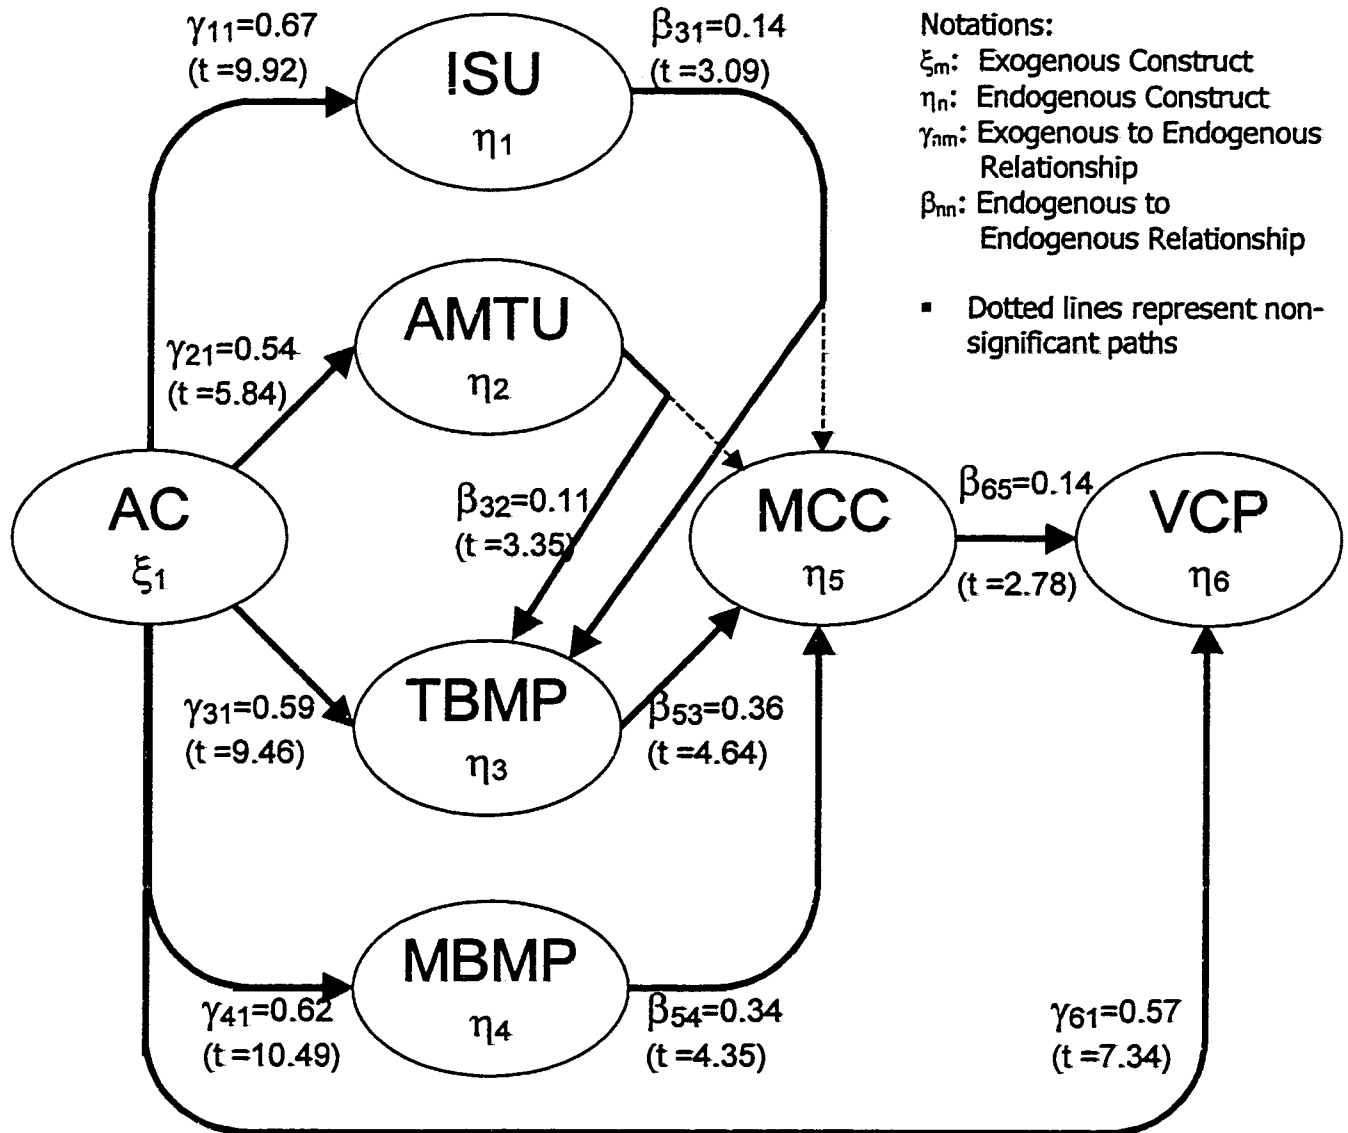 γ11=0.67
(t =9.92)
ISU
η1
β31=0.14
(t =3.09)
Notations:
ξm: Exogenous Construct
ηn: Endogenous Construct
γnm: Exogenous to Endogenous
Relationship
βnn: Endogenous to
Endogenous Relationship
▪ Dotted lines represent non-
significant paths
γ21=0.54
(t =5.84)
AMTU
η2
AC
ξ1
β32=0.11
(t =3.35)
MCC
η5
β65=0.14
(t =2.78)
VCP
η6
γ31=0.59
(t =9.46)
TBMP
η3
β53=0.36
(t =4.64)
γ41=0.62
(t =10.49)
MBMP
η4
β54=0.34
(t =4.35)
γ61=0.57
(t =7.34)